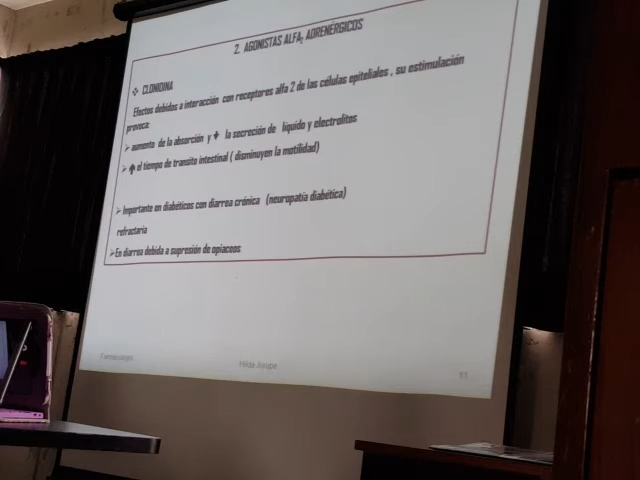 2. AGONISTAS ALFA2 ADRENÉRGICOS
❖ CLONIDINA
Efectos debidos a interacción con receptores alfa 2 de las células epiteliales , su estimulación
provoca:
➢ aumento de la absorción y 🡻 la secreción de líquido y electrolitos
➢ 🡹 el tiempo de transito intestinal ( disminuyen la motilidad)
➢ Importante en diabéticos con diarrea crónica (neuropatía diabética)
refractaria
➢ En diarrea debida a supresión de opiaceos
Hilda